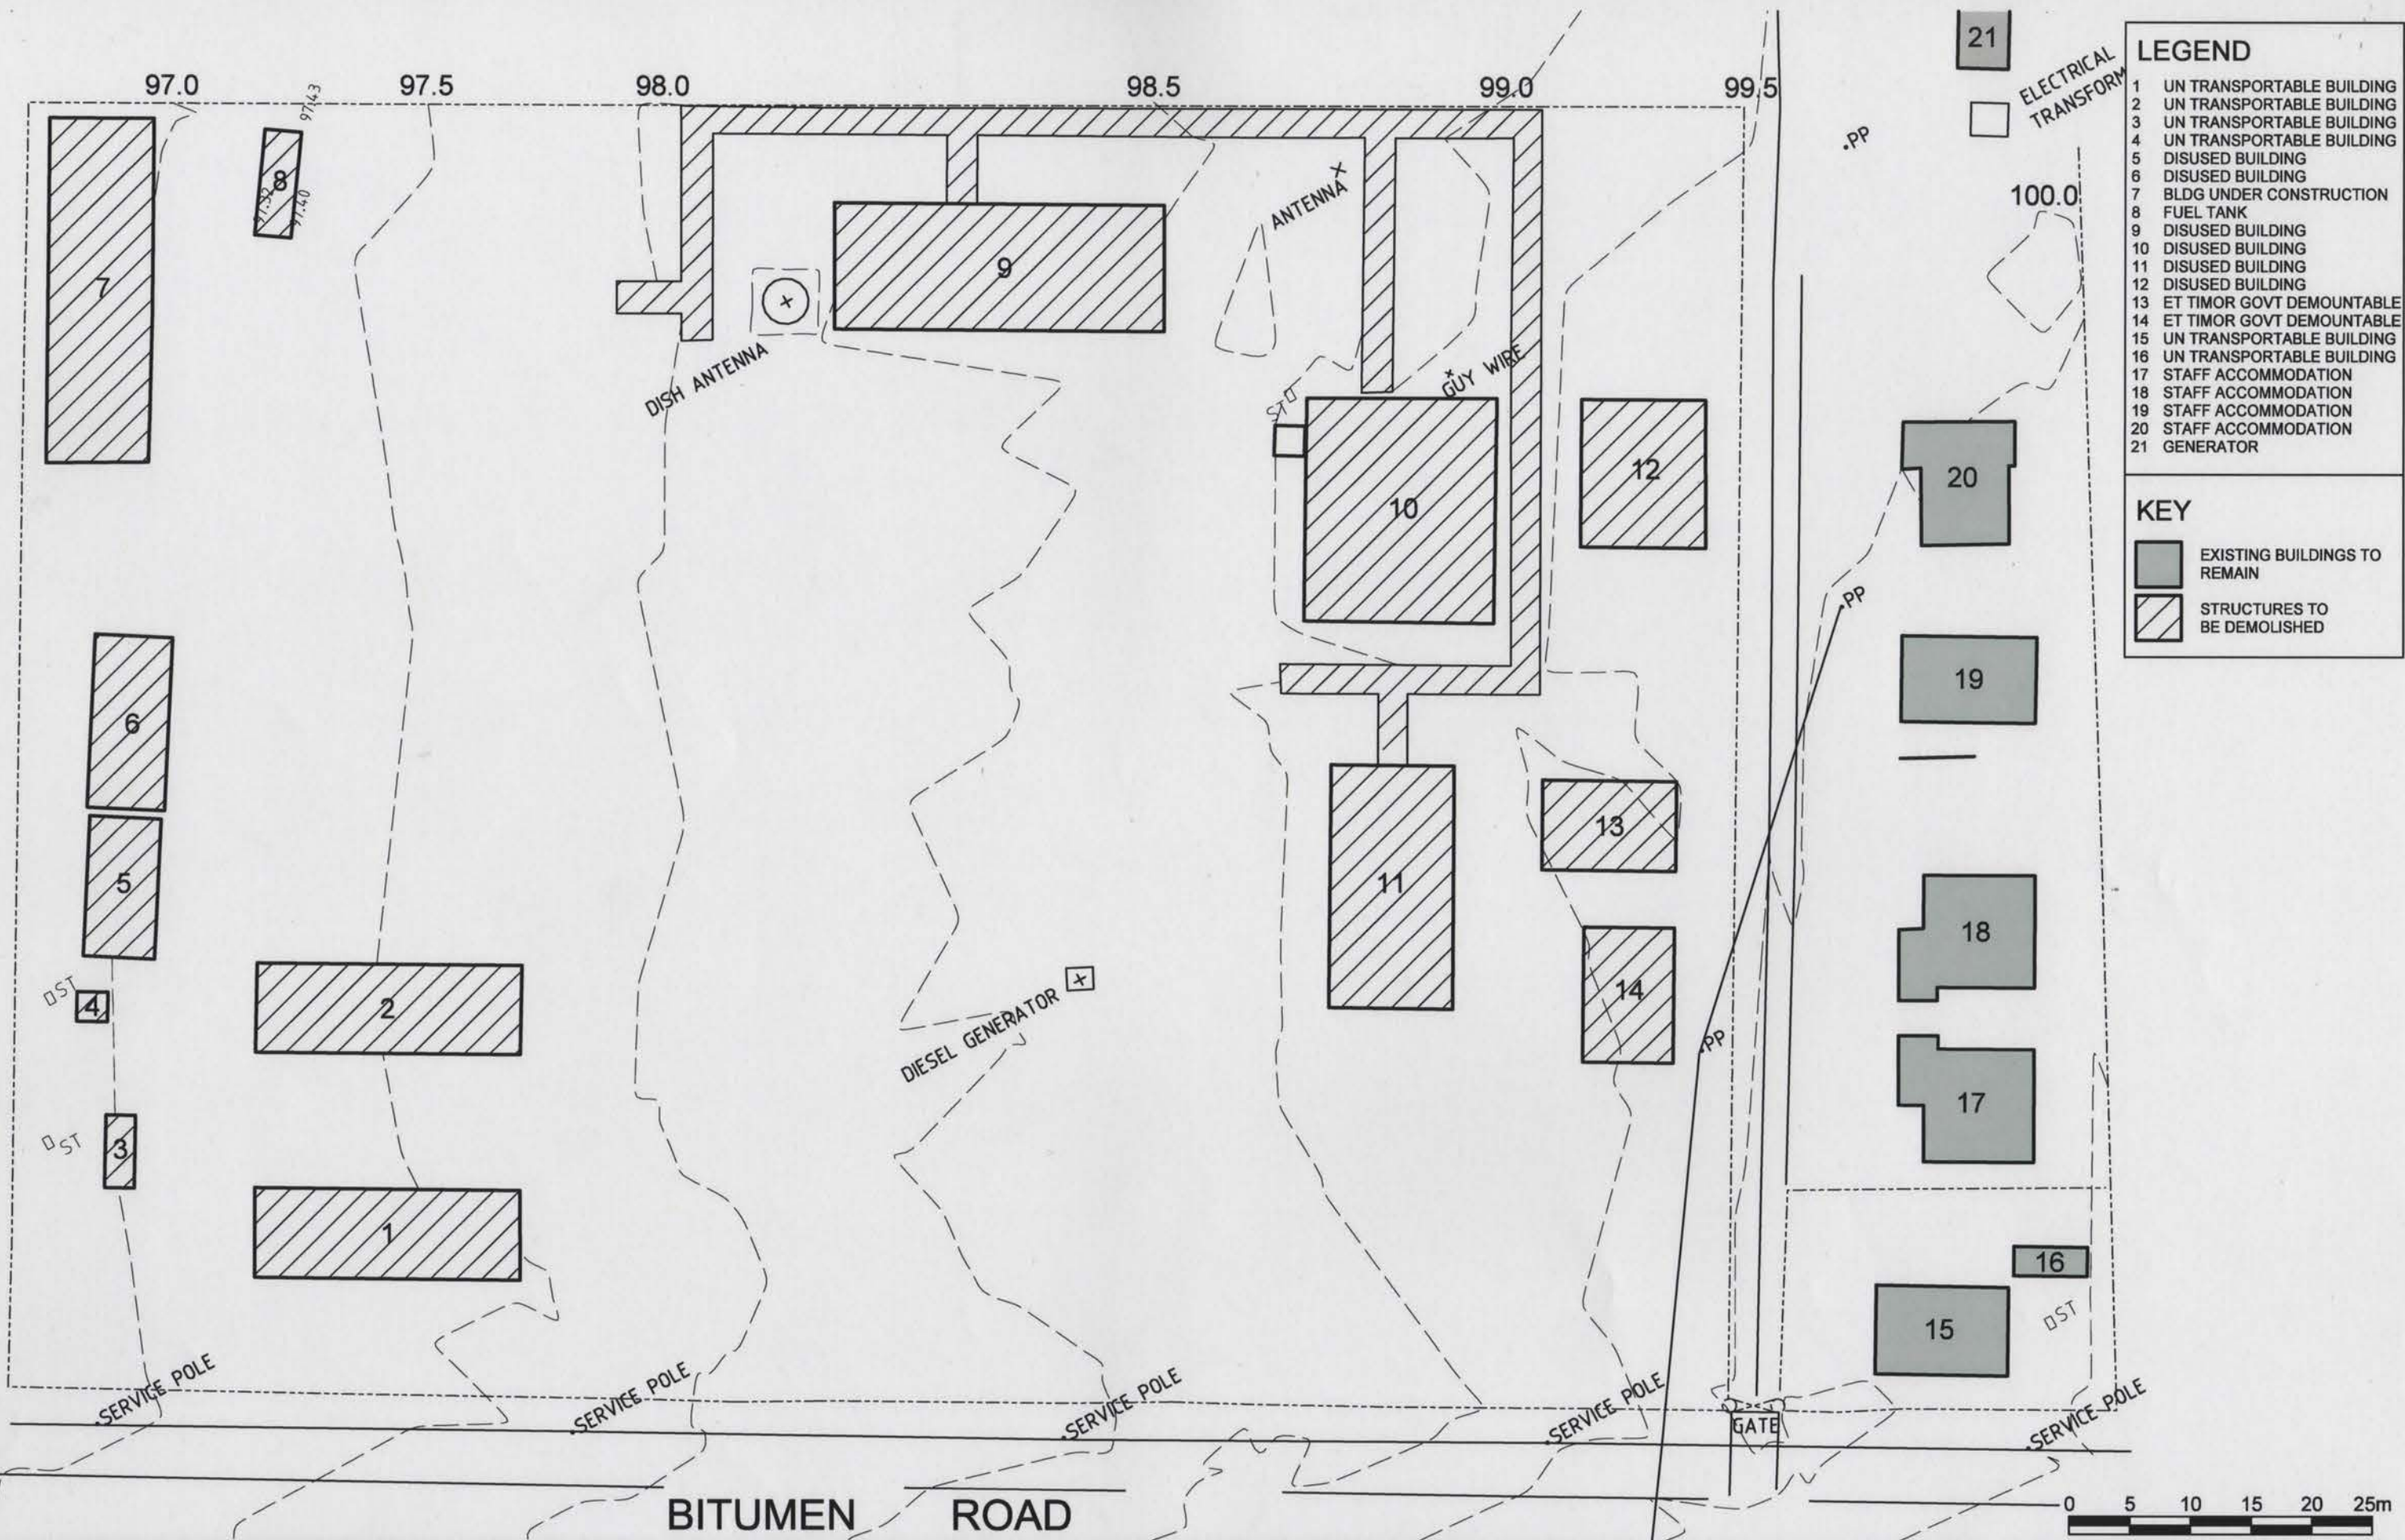 97.0
97.5
98.0
98.5
99.0
99.5
21
ELECTRICAL
TRANSFORM
LEGEND
1 UN TRANSPORTABLE BUILDING
2 UN TRANSPORTABLE BUILDING
3 UN TRANSPORTABLE BUILDING
4 UN TRANSPORTABLE BUILDING
5 DISUSED BUILDING
6 DISUSED BUILDING
7 BLDG UNDER CONSTRUCTION
8 FUEL TANK
9 DISUSED BUILDING
10 DISUSED BUILDING
11 DISUSED BUILDING
12 DISUSED BUILDING
13 ET TIMOR GOVT DEMOUNTABLE
14 ET TIMOR GOVT DEMOUNTABLE
15 UN TRANSPORTABLE BUILDING
16 UN TRANSPORTABLE BUILDING
17 STAFF ACCOMMODATION
18 STAFF ACCOMMODATION
19 STAFF ACCOMMODATION
20 STAFF ACCOMMODATION
21 GENERATOR
KEY
EXISTING BUILDINGS TO
REMAIN
STRUCTURES TO
BE DEMOLISHED
97.43
8
97.40
PP
100.0
7
9
ANTENNA
DISH ANTENNA
GUY WIRE
ST
10
12
20
PP
6
19
5
13
11
18
ST
4
2
DIESEL GENERATOR
14
PP
17
ST
3
1
16
15
ST
SERVICE POLE
SERVICE POLE
SERVICE POLE
SERVICE POLE
GATE
SERVICE POLE
BITUMEN ROAD
0 5 10 15 20 25m